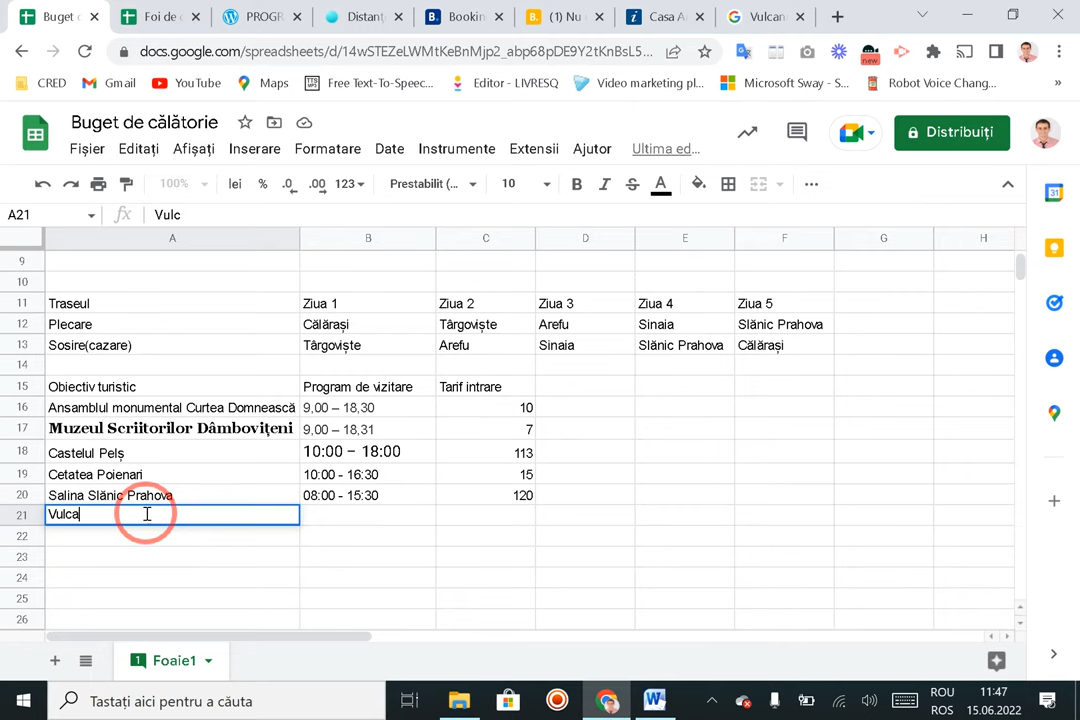 Buget d
Foi de c
PROGR
Distanț
Bookin
(1) Nu
Casa A
Vulcan
docs.google.com/spreadsheets/d/14wSTEZeLWMtKeBnMjp2_abp68pDE9Y2tKnBsL5...
new
CRED
Gmail
YouTube
Maps
Free Text-To-Speec...
Editor - LIVRESQ
Video marketing pl...
Microsoft Sway - S...
Robot Voice Chang...
»
Buget de călătorie
Fișier Editați Afișați Inserare Formatare Date Instrumente Extensii Ajutor Ultima ed...
Distribuiți
100% lei % .0 .00 123 Prestabilit (... 10 B I S A
31
A21 fx Vulc
A B C D E F G H
9
10
11 Traseul Ziua 1 Ziua 2 Ziua 3 Ziua 4 Ziua 5
12 Plecare Călărași Târgoviște Arefu Sinaia Slănic Prahova
13 Sosire(cazare) Târgoviște Arefu Sinaia Slănic Prahova Călărași
14
15 Obiectiv turistic Program de vizitare Tarif intrare
16 Ansamblul monumental Curtea Domnească 9,00 – 18,30 10
17 Muzeul Scriitorilor Dâmbovițeni 9,00 – 18,31 7
18 Castelul Pelș 10:00 – 18:00 113
19 Cetatea Poienari 10:00 - 16:30 15
20 Salina Slănic Prahova 08:00 - 15:30 120
21 Vulca
22
23
24
25
26
1 Foaie1
Tastați aici pentru a căuta
ROU
ROS
11:47
15.06.2022